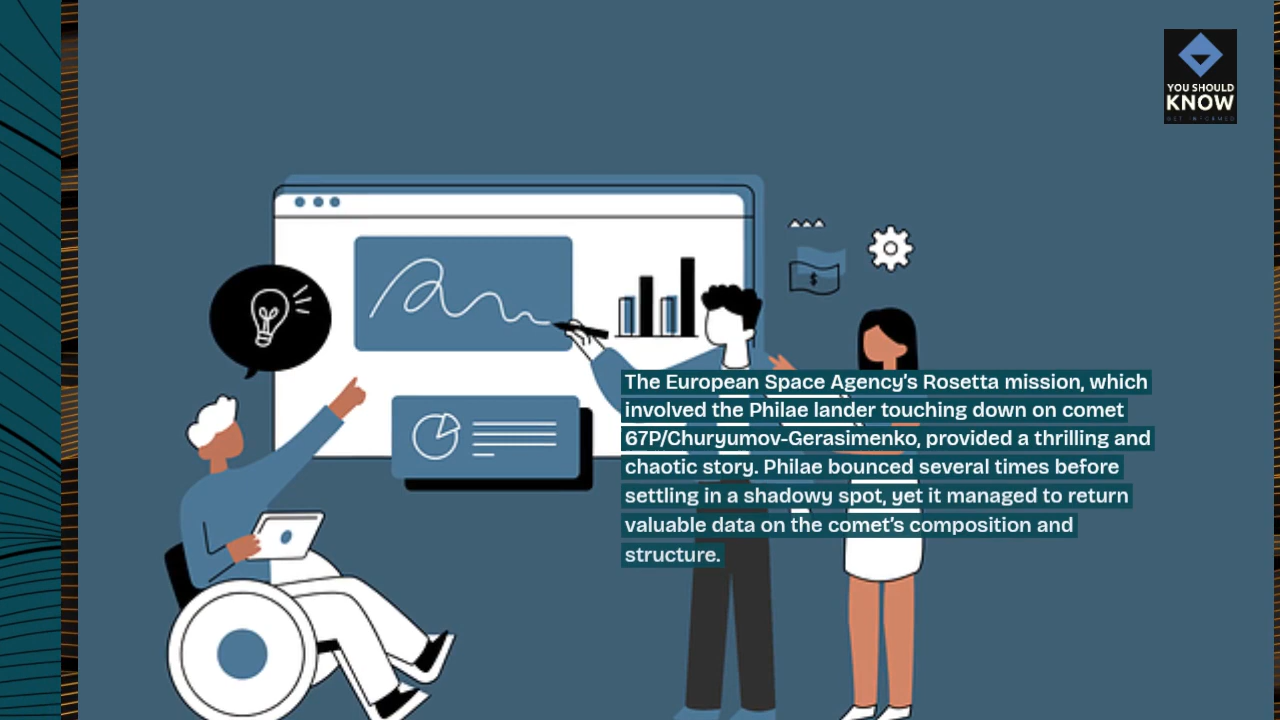 YOU SHOULD
KNOW
GET INFORMED
$
The European Space Agency’s Rosetta mission, which
involved the Philae lander touching down on comet
67P/Churyumov-Gerasimenko, provided a thrilling and
chaotic story. Philae bounced several times before
settling in a shadowy spot, yet it managed to return
valuable data on the comet’s composition and
structure.